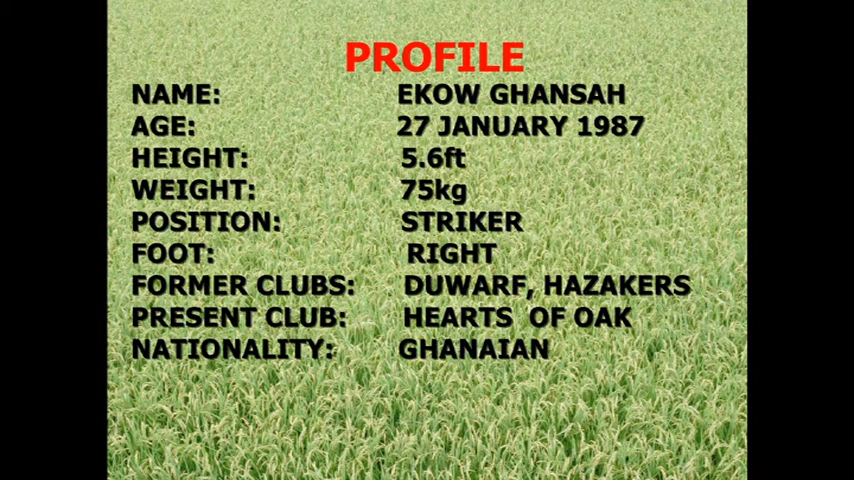 PROFILE
NAME: EKOW GHANSAH
AGE: 27 JANUARY 1987
HEIGHT: 5.6ft
WEIGHT: 75kg
POSITION: STRIKER
FOOT: RIGHT
FORMER CLUBS: DUWARF, HAZAKERS
PRESENT CLUB: HEARTS OF OAK
NATIONALITY: GHANAIAN